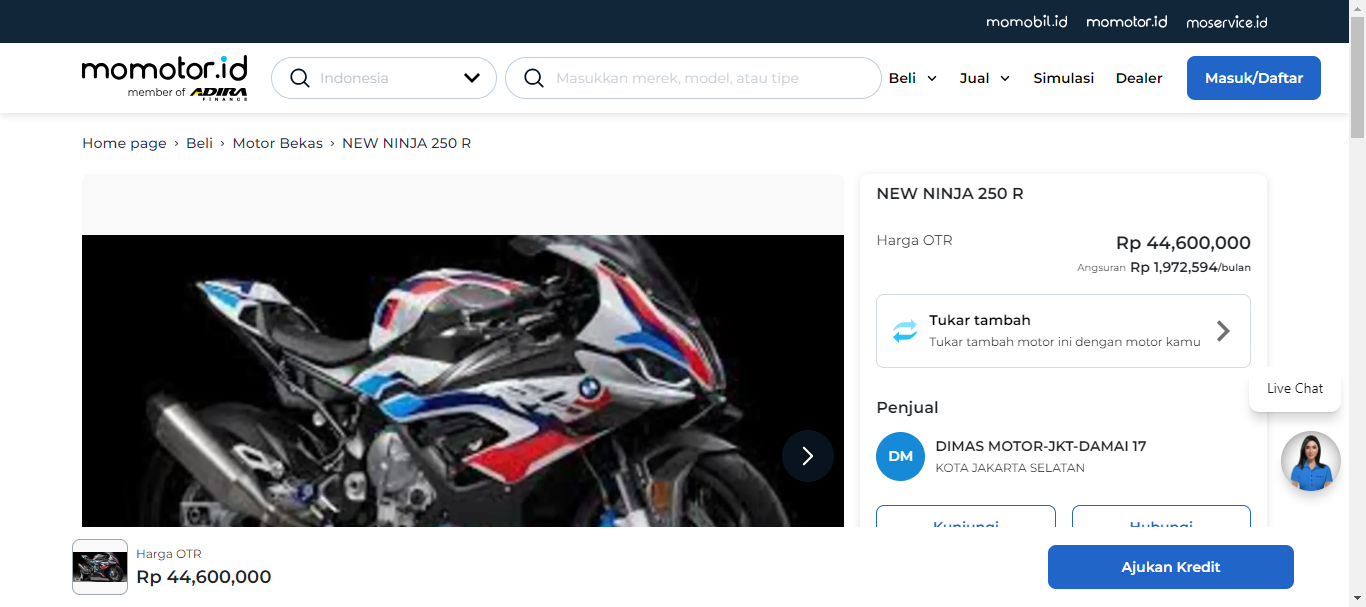 momobil.id momotor.id moservice.id
momotor.id
member of ADIRA
FINANCE
Indonesia
Masukkan merek, model, atau tipe
Beli Jual Simulasi Dealer Masuk/Daftar
Home page › Beli › Motor Bekas › NEW NINJA 250 R
NEW NINJA 250 R
Harga OTR
Rp 44,600,000
Angsuran Rp 1,972,594/bulan
Tukar tambah
Tukar tambah motor ini dengan motor kamu
Penjual
DM
DIMAS MOTOR-JKT-DAMAI 17
KOTA JAKARTA SELATAN
Kunjungi Hubungi
Live Chat
Harga OTR
Rp 44,600,000
Ajukan Kredit